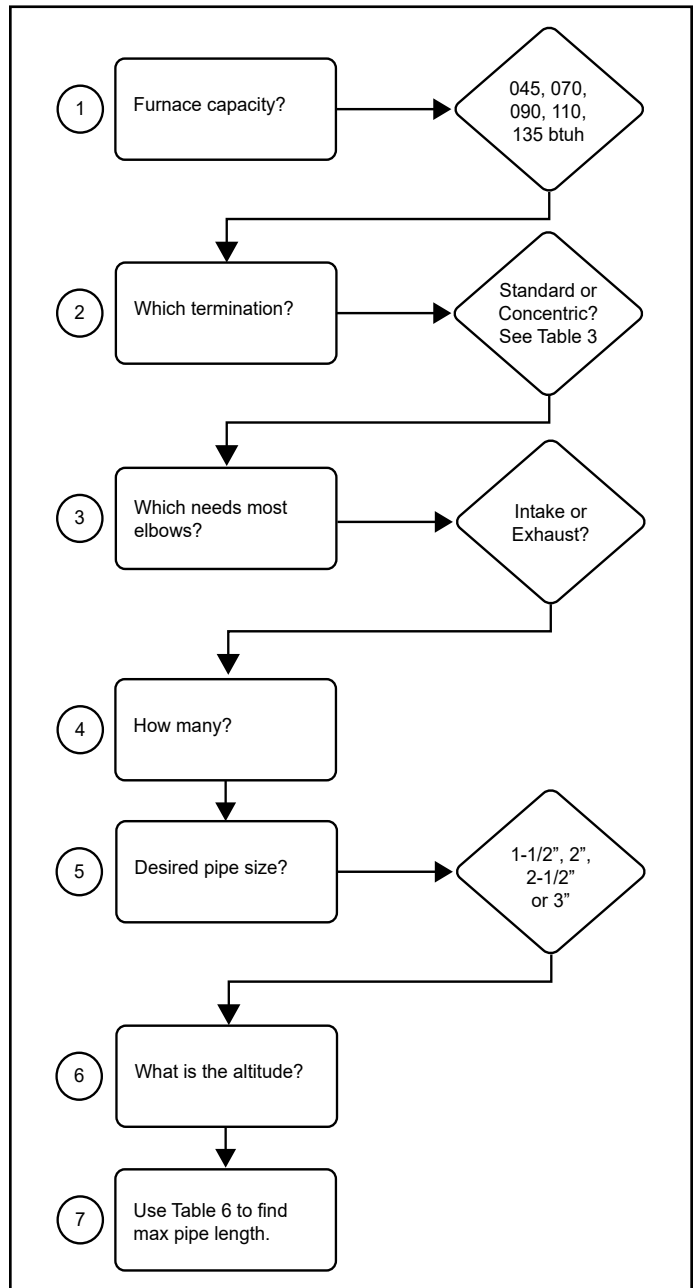 1
Furnace capacity?
045, 070,
090, 110,
135 btuh
2
Which termination?
Standard or
Concentric?
See Table 3
3
Which needs most
elbows?
Intake or
Exhaust?
4
How many?
5
Desired pipe size?
1-1/2”, 2”,
2-1/2”
or 3”
6
What is the altitude?
7
Use Table 6 to find
max pipe length.